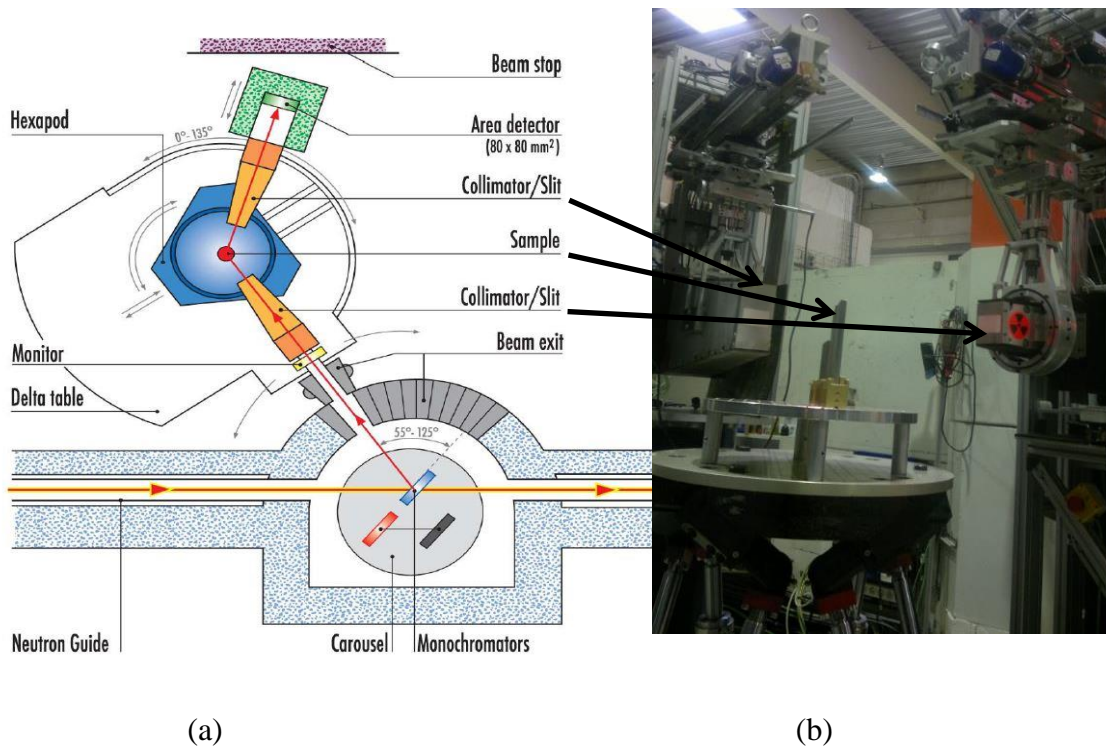 Beam stop
Hexapod
0°- 135°
Area detector
(80 x 80 mm²)
Collimator/Slit
Sample
Collimator/Slit
Monitor
Beam exit
Delta table
55°- 125°
Neutron Guide
Carousel
Monochromators
(a)
(b)